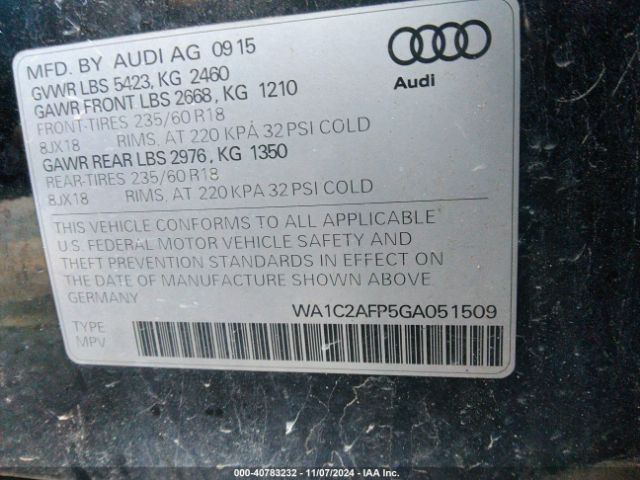 MFD. BY AUDI AG 09 15
GVWR LBS 5423, KG 2460
GAWR FRONT LBS 2668, KG 1210
FRONT-TIRES 235/60 R18
8JX18 RIMS, AT 220 KPA 32 PSI COLD
GAWR REAR LBS 2976, KG 1350
REAR-TIRES 235/60 R18
8JX18 RIMS, AT 220 KPA 32 PSI COLD
Audi
THIS VEHICLE CONFORMS TO ALL APPLICABLE
U.S. FEDERAL MOTOR VEHICLE SAFETY AND
THEFT PREVENTION STANDARDS IN EFFECT ON
THE DATE OF MANUFACTURE SHOWN ABOVE
GERMANY
WA1C2AFP5GA051509
TYPE
MPV
000-40783232 - 11/07/2024 - IAA Inc.